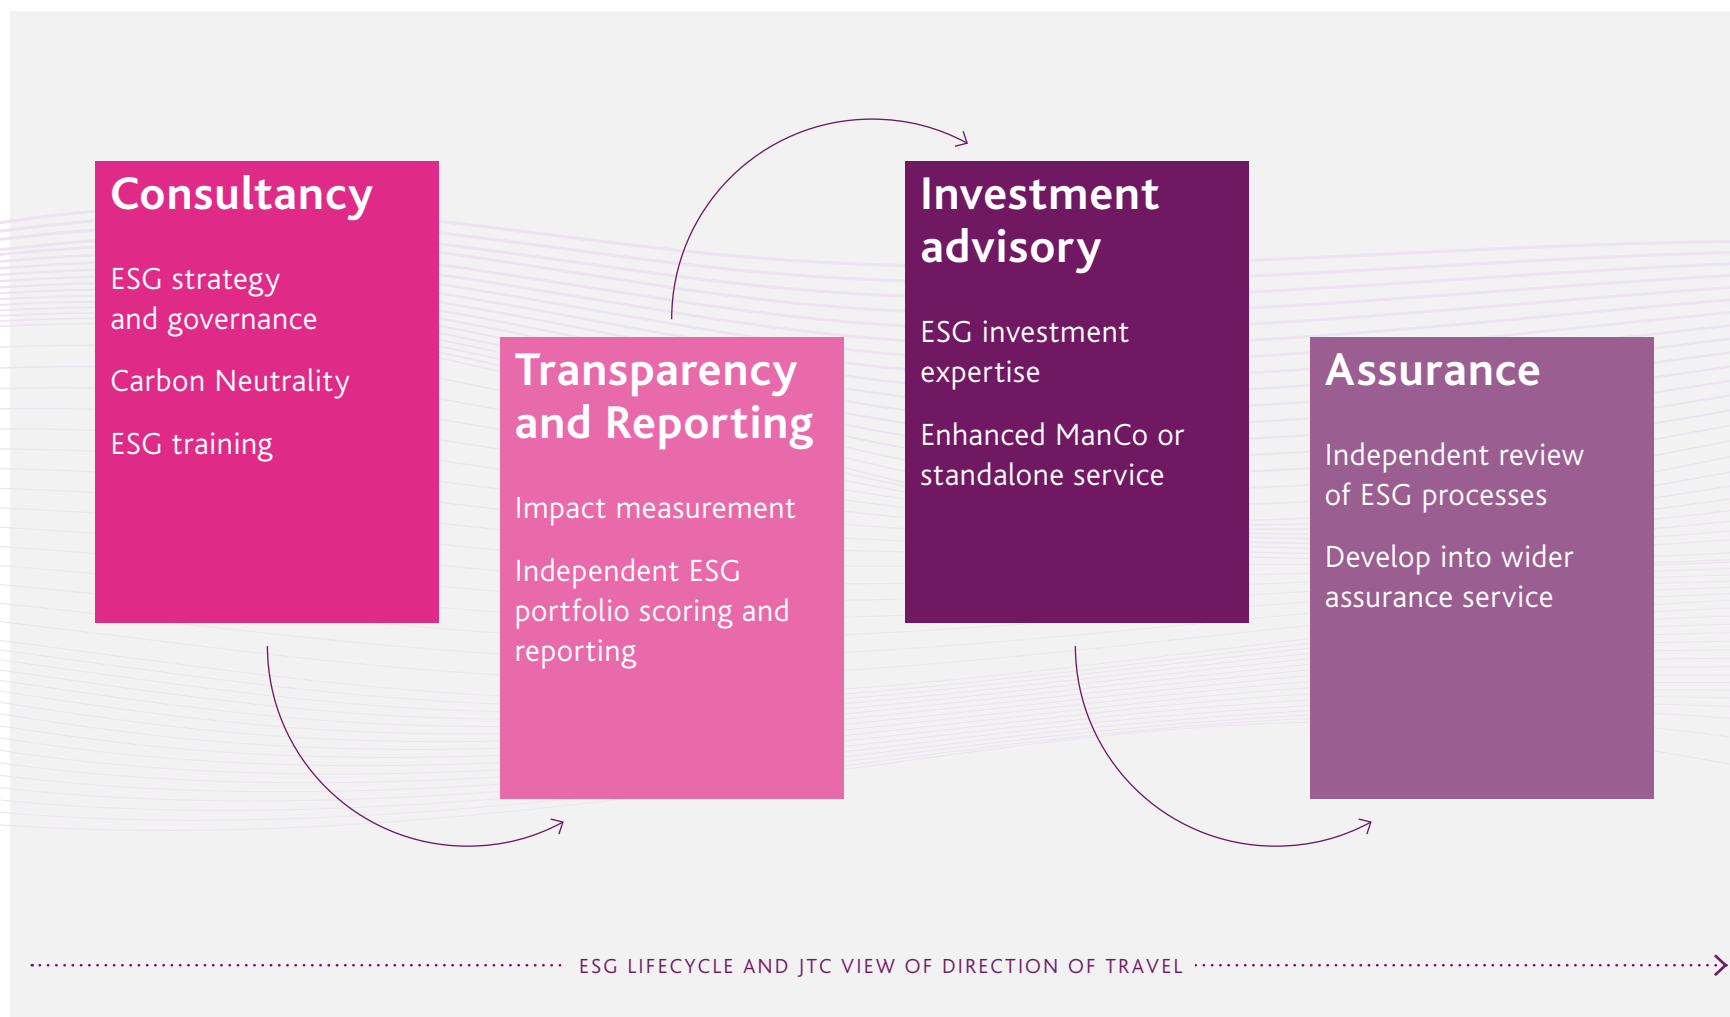 Consultancy
ESG strategy
and governance
Carbon Neutrality
ESG training
Transparency
and Reporting
Impact measurement
Independent ESG
portfolio scoring and
reporting
Investment
advisory
ESG investment
expertise
Enhanced ManCo or
standalone service
Assurance
Independent review
of ESG processes
Develop into wider
assurance service
ESG LIFECYCLE AND JTC VIEW OF DIRECTION OF TRAVEL